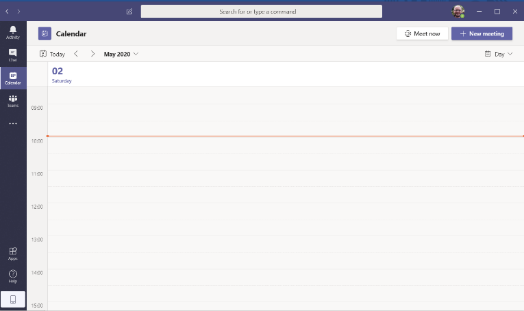 Search for or type a command
Activity
Chat
Calendar
Teams
Apps
Help
Calendar
Meet now
+ New meeting
Today
May 2020
Day
02
Saturday
09:00
10:00
11:00
12:00
13:00
14:00
15:00